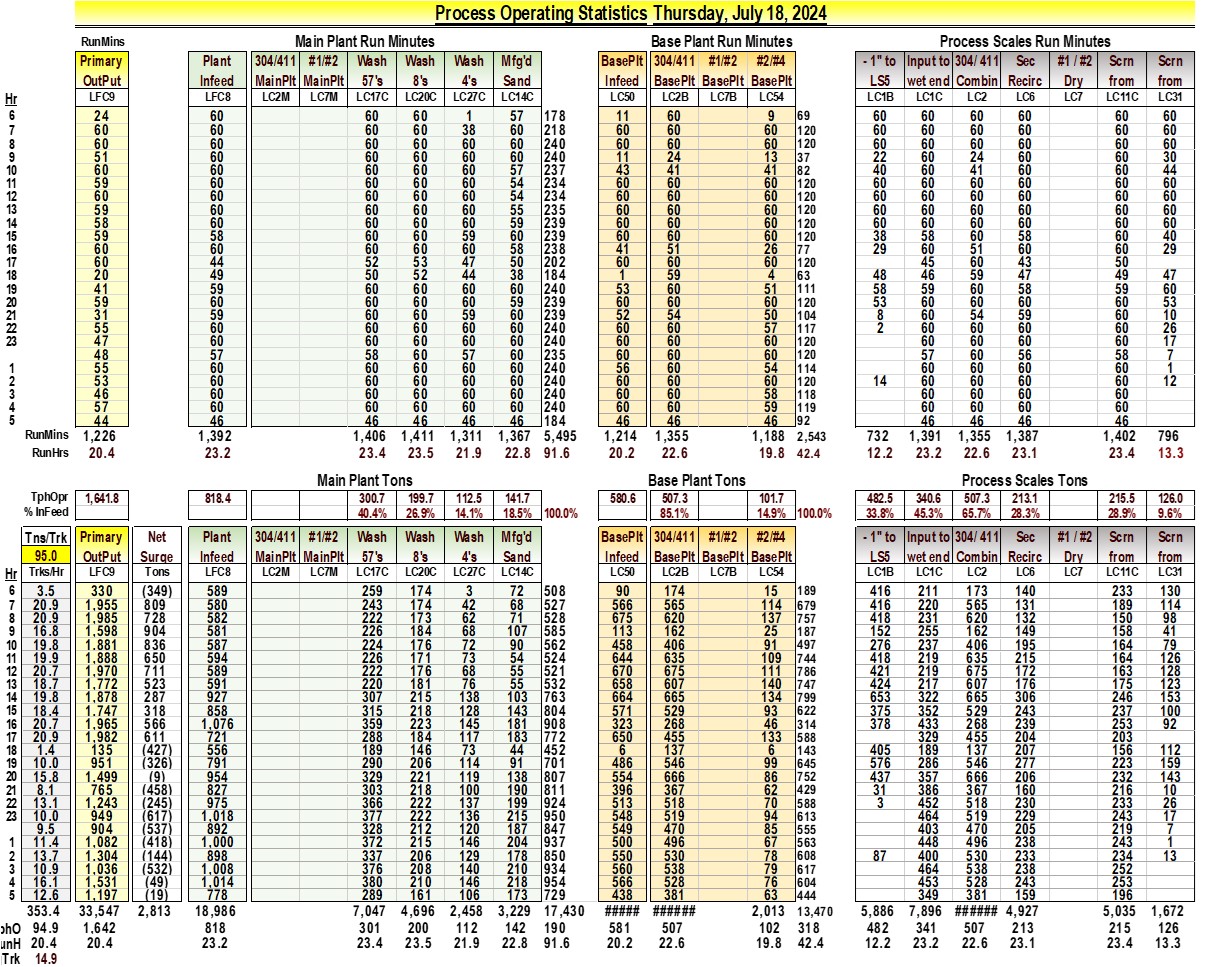 Process Operating Statistics Thursday, July 18, 2024
RunMins Main Plant Run Minutes Base Plant Run Minutes Process Scales Run Minutes
Primary Plant 304/411 #1/#2 Wash Wash Wash Mfg'd BasePlt 304/411 #1/#2 #2/#4 - 1" to Input to 304/ 411 Sec #1 / #2 Scrn Scrn
OutPut Infeed MainPlt MainPlt 57's 8's 4's Sand Infeed BasePlt BasePlt BasePlt LS5 wet end Combin Recirc Dry from from
Hr LFC9 LFC8 LC2M LC7M LC17C LC20C LC27C LC14C LC50 LC2B LC7B LC54 LC1B LC1C LC2 LC6 LC7 LC11C LC31
6 24 60 60 60 1 57 178 11 60 9 69 60 60 60 60 60 60
7 60 60 60 60 38 60 218 60 60 60 120 60 60 60 60 60 60
8 60 60 60 60 60 60 240 60 60 60 120 60 60 60 60 60 60
9 51 60 60 60 60 60 240 11 24 13 37 22 60 24 60 60 30
10 60 60 60 60 60 57 237 43 41 41 82 40 60 41 60 60 44
11 59 60 60 60 60 54 234 60 60 60 120 60 60 60 60 60 60
12 60 60 60 60 60 54 234 60 60 60 120 60 60 60 60 60 60
13 59 60 60 60 60 55 235 60 60 60 120 60 60 60 60 60 60
14 58 60 60 60 60 59 239 60 60 60 120 60 60 60 60 60 60
15 59 58 60 60 59 60 239 60 60 60 120 38 58 60 58 60 40
16 60 60 60 60 60 58 238 41 51 26 77 29 60 51 60 60 29
17 60 44 52 53 47 50 202 60 60 60 120 45 60 43 50
18 20 49 50 52 44 38 184 1 59 4 63 48 46 59 47 49 47
19 41 59 60 60 60 60 240 53 60 51 111 58 59 60 58 59 60
20 59 60 60 60 60 59 239 60 60 60 120 53 60 60 60 60 53
21 31 59 60 60 59 60 239 52 54 50 104 8 60 54 59 60 10
22 55 60 60 60 60 60 240 60 60 57 117 2 60 60 60 60 26
23 47 60 60 60 60 60 240 60 60 60 120 60 60 60 60 17
48 57 58 60 57 60 235 60 60 60 120 57 60 56 58 7
1 55 60 60 60 60 60 240 56 60 54 114 60 60 60 60 1
2 53 60 60 60 60 60 240 60 60 60 120 14 60 60 60 60 12
3 46 60 60 60 60 60 240 60 60 58 118 60 60 60 60
4 57 60 60 60 60 60 240 60 60 59 119 60 60 60 60
5 44 46 46 46 46 46 184 46 46 46 92 46 46 46 46
RunMins 1,226 1,392 1,406 1,411 1,311 1,367 5,495 1,214 1,355 1,188 2,543 732 1,391 1,355 1,387 1,402 796
RunHrs 20.4 23.2 23.4 23.5 21.9 22.8 91.6 20.2 22.6 19.8 42.4 12.2 23.2 22.6 23.1 23.4 13.3
Main Plant Tons Base Plant Tons Process Scales Tons
TphOpr 1,641.8 818.4 300.7 199.7 112.5 141.7 580.6 507.3 101.7 482.5 340.6 507.3 213.1 215.5 126.0
% InFeed 40.4% 26.9% 14.1% 18.5% 100.0% 85.1% 14.9% 100.0% 33.8% 45.3% 65.7% 28.3% 28.9% 9.6%
Tns/Trk Primary Net Plant 304/411 #1/#2 Wash Wash Wash Mfg'd BasePlt 304/411 #1/#2 #2/#4 - 1" to Input to 304/ 411 Sec #1 / #2 Scrn Scrn
95.0 OutPut Surge Infeed MainPlt MainPlt 57's 8's 4's Sand Infeed BasePlt BasePlt BasePlt LS5 wet end Combin Recirc Dry from from
Hr Trks/Hr LFC9 Tons LFC8 LC2M LC7M LC17C LC20C LC27C LC14C LC50 LC2B LC7B LC54 LC1B LC1C LC2 LC6 LC7 LC11C LC31
6 3.5 330 (349) 589 259 174 3 72 508 90 174 15 189 416 211 173 140 233 130
7 20.9 1,955 809 580 243 174 42 68 527 566 565 114 679 416 220 565 131 189 114
8 20.9 1,985 728 582 222 173 62 71 528 675 620 137 757 418 231 620 132 150 98
9 16.8 1,598 904 581 226 184 68 107 585 113 162 25 187 152 255 162 149 158 41
10 19.8 1,881 836 587 224 176 72 90 562 458 406 91 497 276 237 406 195 164 79
11 19.9 1,888 650 594 226 171 73 54 524 644 635 109 744 418 219 635 215 164 126
12 20.7 1,970 711 589 222 176 68 55 521 670 675 111 786 421 219 675 172 163 128
13 18.7 1,772 523 591 220 181 76 55 532 658 607 140 747 424 217 607 176 175 123
14 19.8 1,878 287 927 307 215 138 103 763 664 665 134 799 653 322 665 306 246 153
15 18.4 1,747 318 858 315 218 128 143 804 571 529 93 622 375 352 529 243 237 100
16 20.7 1,965 566 1,076 359 223 145 181 908 323 268 46 314 378 433 268 239 253 92
17 20.9 1,982 611 721 288 184 117 183 772 650 455 133 588 329 455 204 203
18 1.4 135 (427) 556 189 146 73 44 452 6 137 6 143 405 189 137 207 156 112
19 10.0 951 (326) 791 290 206 114 91 701 486 546 99 645 576 286 546 277 223 159
20 15.8 1,499 (9) 954 329 221 119 138 807 554 666 86 752 437 357 666 206 232 143
21 8.1 765 (458) 827 303 218 100 190 811 396 367 62 429 31 386 367 160 216 10
22 13.1 1,243 (245) 975 366 222 137 199 924 513 518 70 588 3 452 518 230 233 26
23 10.0 949 (617) 1,018 377 222 136 215 950 548 519 94 613 464 519 229 243 17
9.5 904 (537) 892 328 212 120 187 847 549 470 85 555 403 470 205 219 7
1 11.4 1,082 (418) 1,000 372 215 146 204 937 500 496 67 563 448 496 238 243 1
2 13.7 1,304 (144) 898 337 206 129 178 850 550 530 78 608 87 400 530 233 234 13
3 10.9 1,036 (532) 1,008 376 208 140 210 934 560 538 79 617 464 538 238 252
4 16.1 1,531 (49) 1,014 380 210 146 218 954 566 528 76 604 453 528 243 253
5 12.6 1,197 (19) 778 289 161 106 173 729 438 381 63 444 349 381 159 196
353.4 33,547 2,813 18,986 7,047 4,696 2,458 3,229 17,430 ##### ###### 2,013 13,470 5,886 7,896 ###### 4,927 5,035 1,672
phO 94.9 1,642 818 301 200 112 142 190 581 507 102 318 482 341 507 213 215 126
unH 20.4 20.4 23.2 23.4 23.5 21.9 22.8 91.6 20.2 22.6 19.8 42.4 12.2 23.2 22.6 23.1 23.4 13.3
Trk 14.9